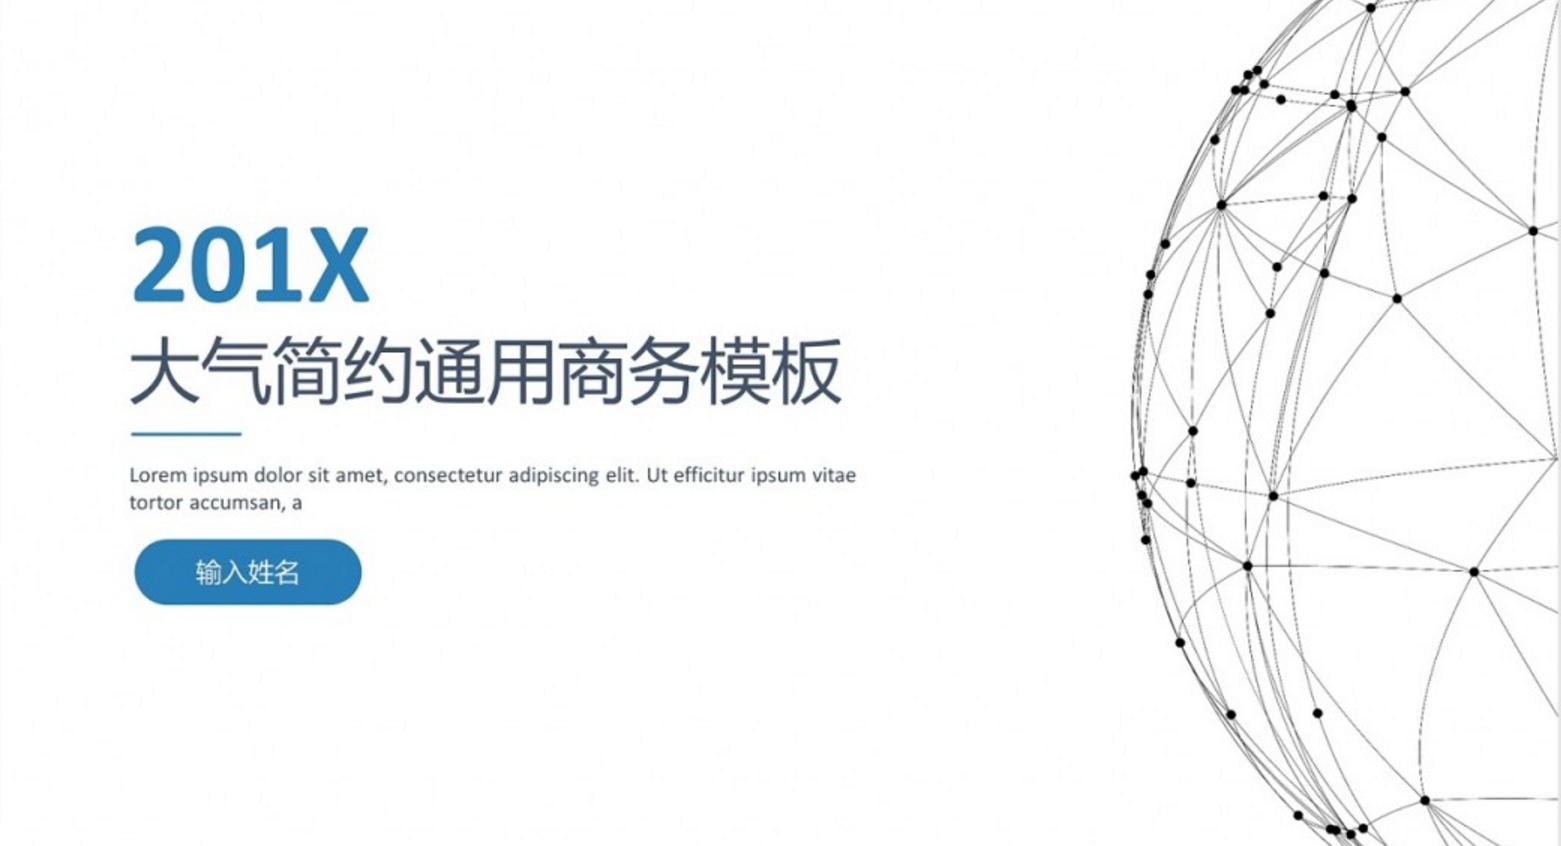 201X
大气简约通用商务模板
Lorem ipsum dolor sit amet, consectetur adipiscing elit. Ut efficitur ipsum vitae
tortor accumsan, a
输入姓名